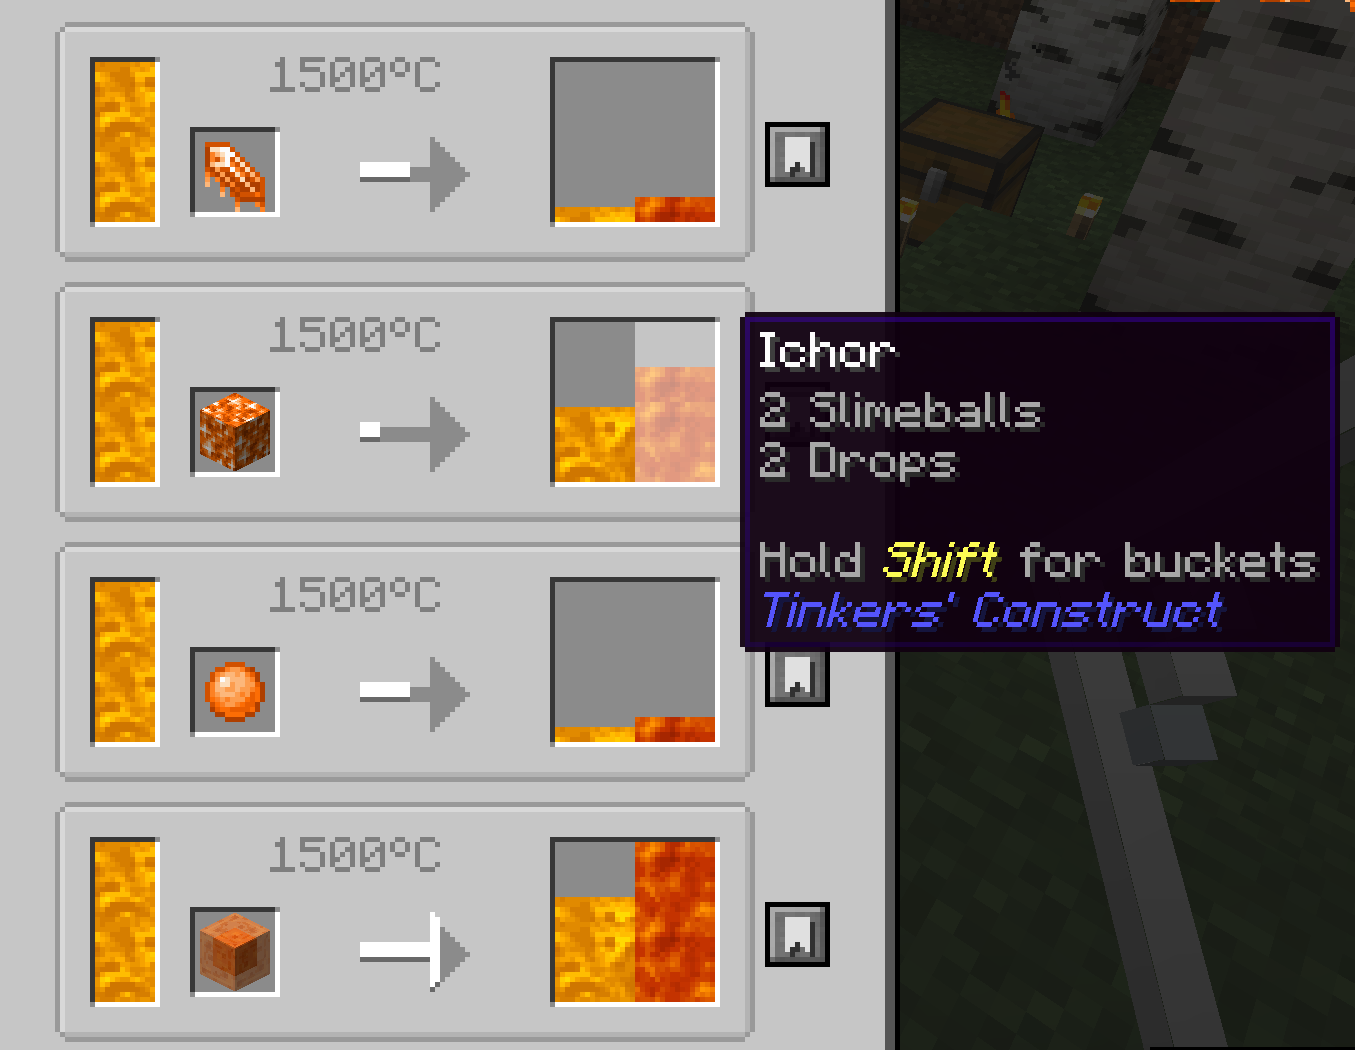 1500°C
1500°C
Ichor
2 Slimeballs
2 Drops
Hold Shift for buckets
Tinkers' Construct
1500°C
1500°C